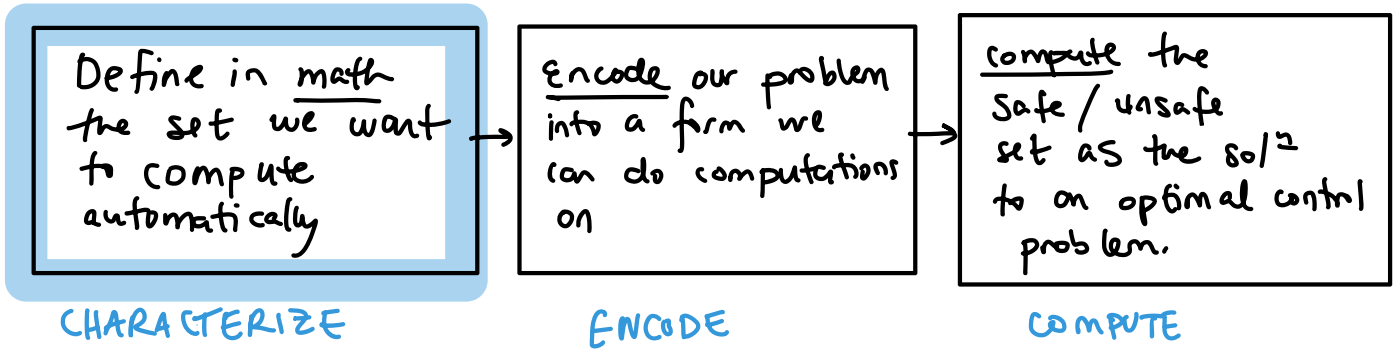 Define in math
the set we want
to compute
automatically
Encode our problem
into a form we
can do computations
on
compute the
safe / unsafe
set as the solⁿ
to an optimal control
problem.
CHARACTERIZE
ENCODE
COMPUTE